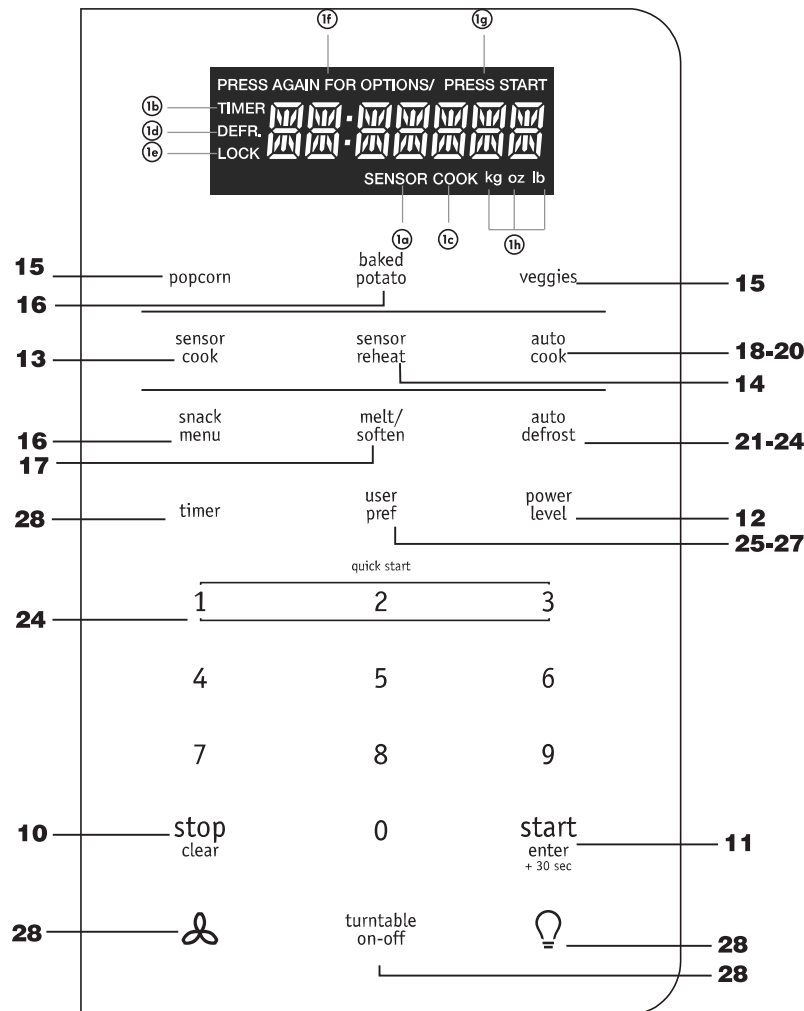 1f 1g
PRESS AGAIN FOR OPTIONS/ PRESS START
1b TIMER
1d DEFR.
1e LOCK
SENSOR COOK kg oz lb
1a 1c 1h
15 popcorn
baked
potato
veggies 15
16
sensor
cook
13
sensor
reheat
auto
cook
18-20
14
snack
menu
16
melt/
soften
17
auto
defrost
21-24
28 timer
user
pref
power
level
12
25-27
quick start
1 2 3
24
4 5 6
7 8 9
10 stop
clear
0
start
enter
+ 30 sec
11
28
turntable
on-off
28
28